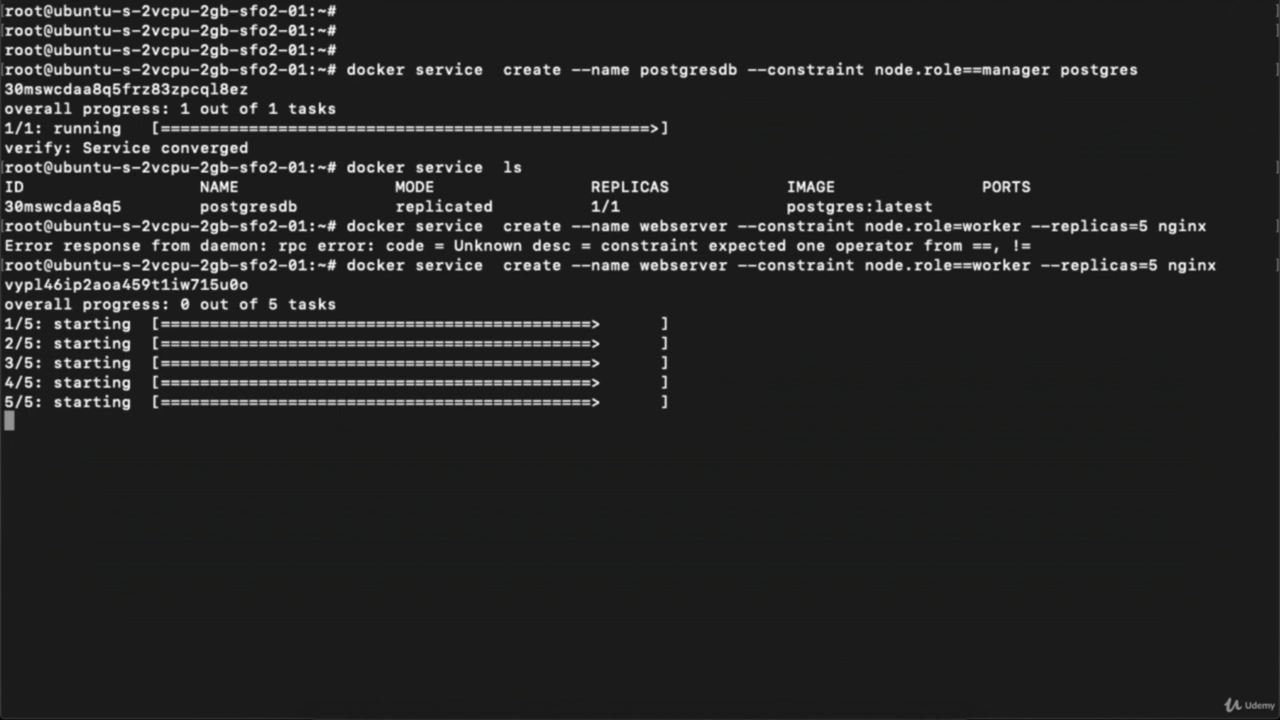 root@ubuntu-s-2vcpu-2gb-sfo2-01:~#
root@ubuntu-s-2vcpu-2gb-sfo2-01:~#
root@ubuntu-s-2vcpu-2gb-sfo2-01:~#
root@ubuntu-s-2vcpu-2gb-sfo2-01:~# docker service  create --name postgresdb --constraint node.role==manager postgres
30mswcdaa8q5frz83zpcql8ez
overall progress: 1 out of 1 tasks
1/1: running   [==================================================>]
verify: Service converged
root@ubuntu-s-2vcpu-2gb-sfo2-01:~# docker service  ls
ID                  NAME                MODE                REPLICAS            IMAGE               PORTS
30mswcdaa8q5        postgresdb          replicated          1/1                 postgres:latest
root@ubuntu-s-2vcpu-2gb-sfo2-01:~# docker service  create --name webserver --constraint node.role=worker --replicas=5 nginx
Error response from daemon: rpc error: code = Unknown desc = constraint expected one operator from ==, !=
root@ubuntu-s-2vcpu-2gb-sfo2-01:~# docker service  create --name webserver --constraint node.role==worker --replicas=5 nginx
vypl46ip2aoa459t1iw715u0o
overall progress: 0 out of 5 tasks
1/5: starting  [============================================>      ]
2/5: starting  [============================================>      ]
3/5: starting  [============================================>      ]
4/5: starting  [============================================>      ]
5/5: starting  [============================================>      ]
Udemy